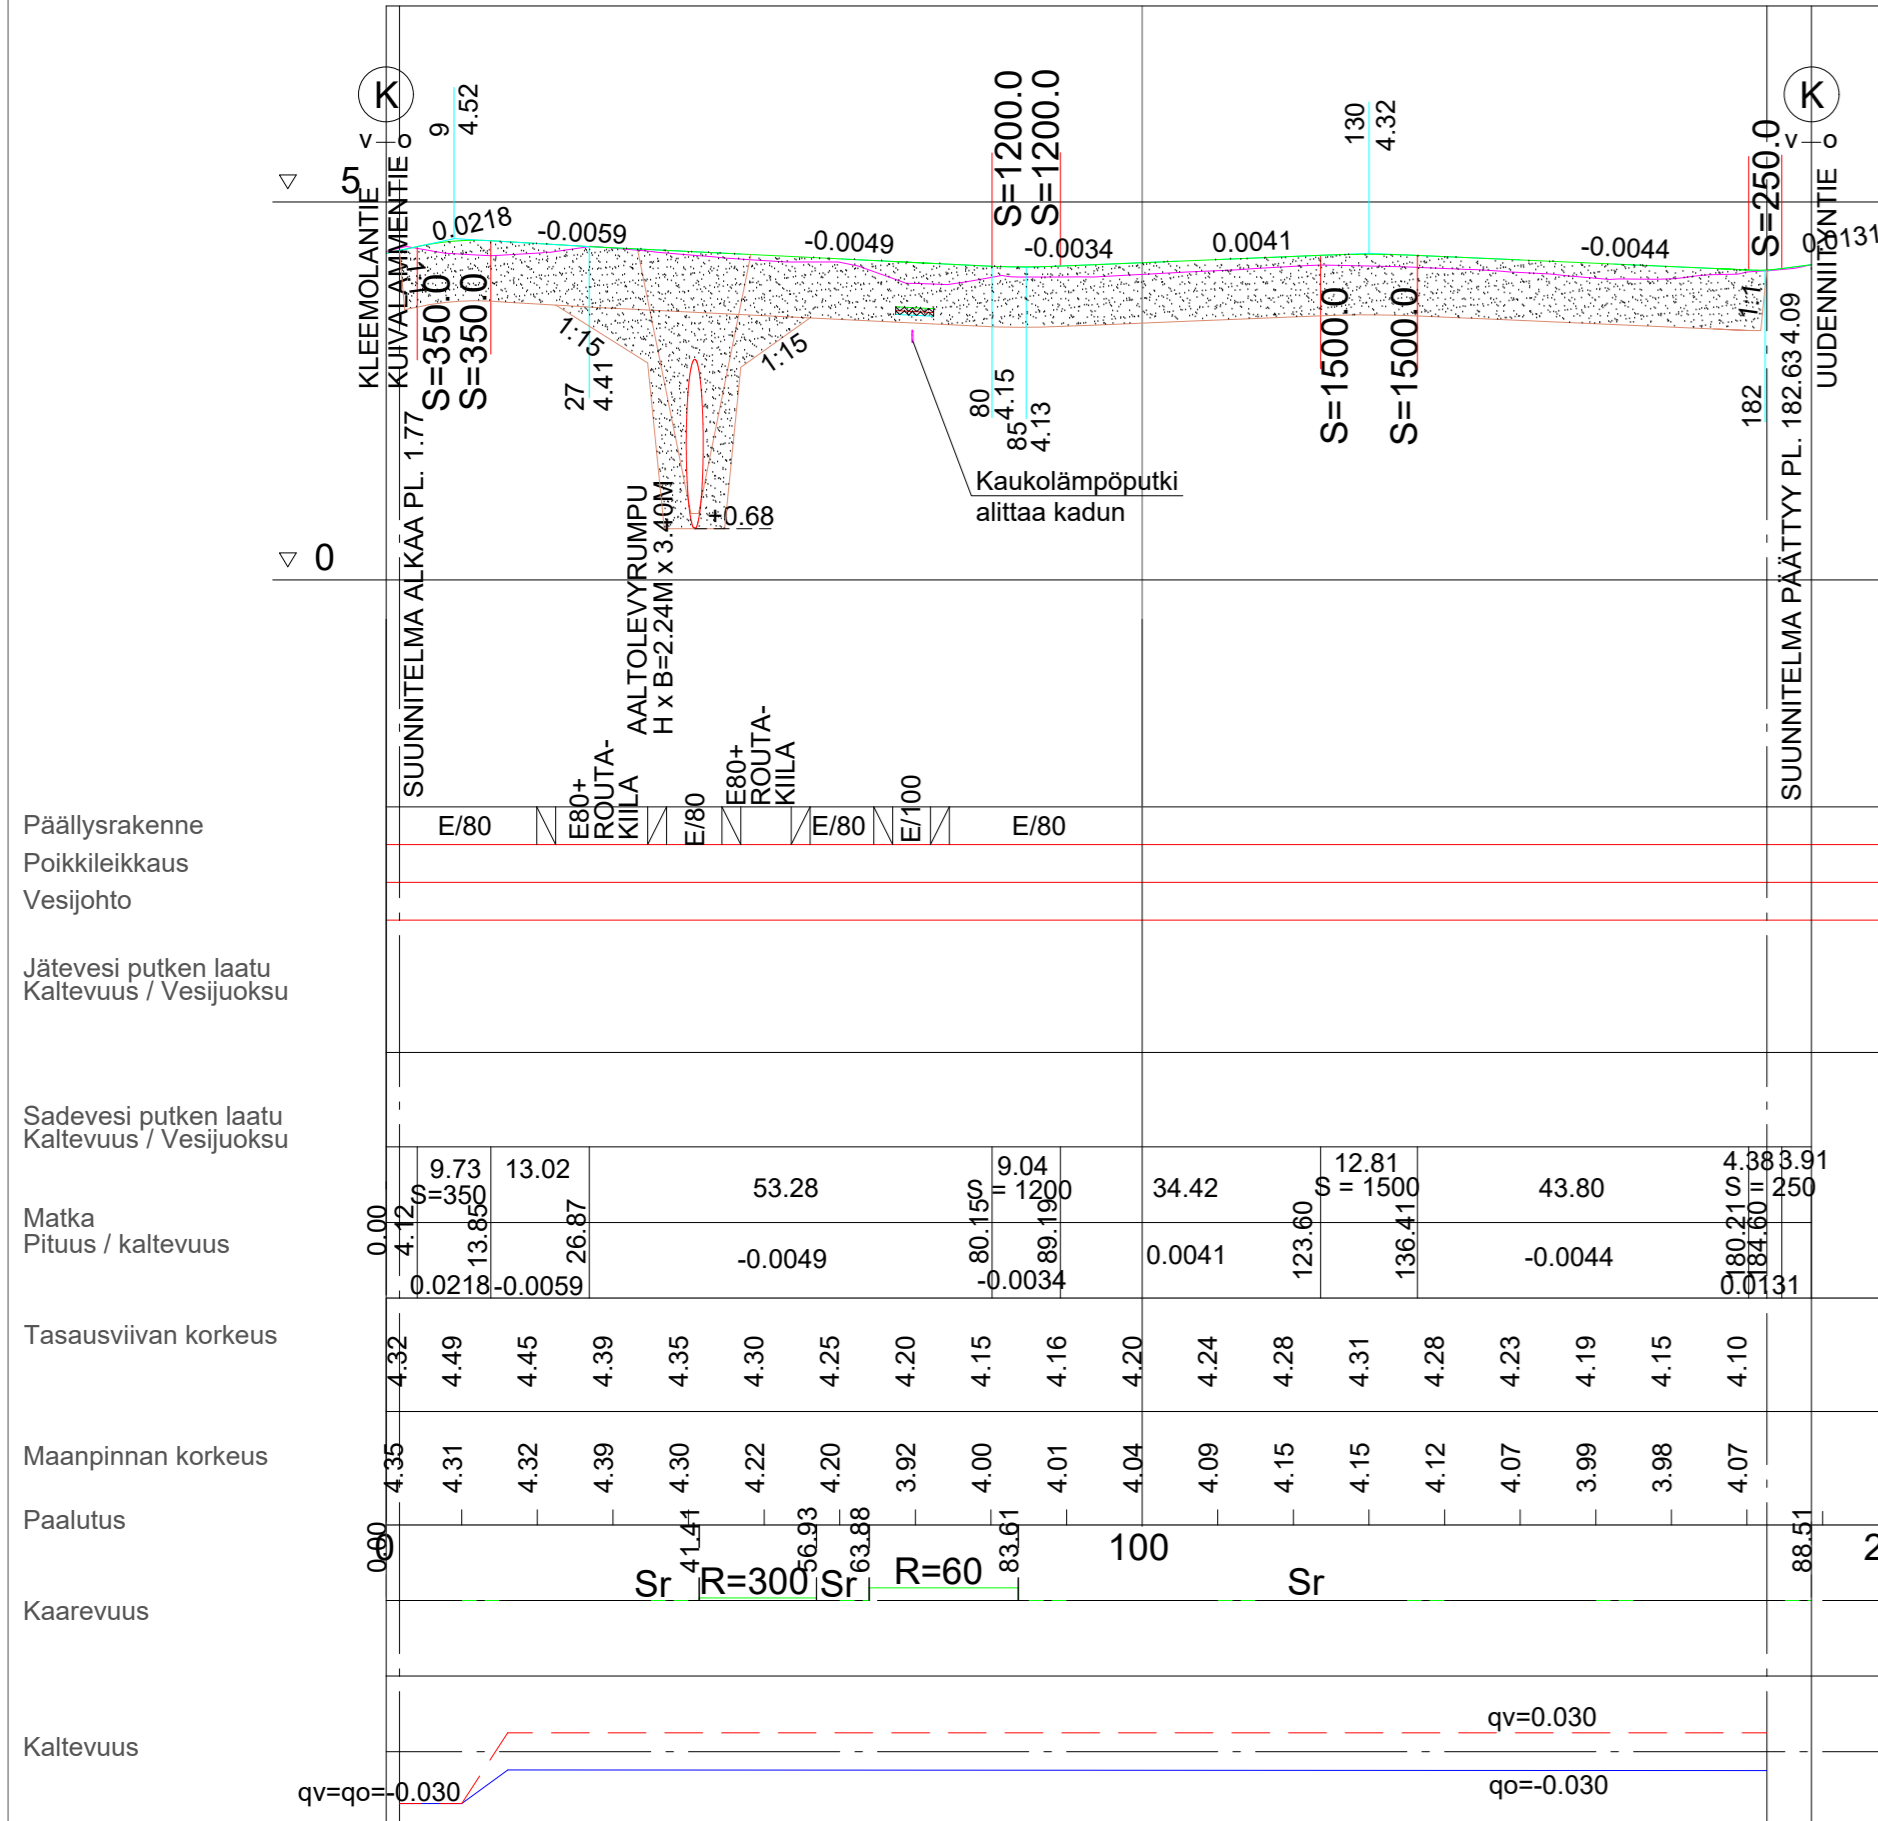 K
K
v—o
v—o
KLEEMOLANTIE
KUIVALAMMENTIE
UUDENNIITYNTIE
9
4.52
S=1200.0
S=1200.0
130
4.32
S=250.0
5
0.0218
-0.0059
-0.0049
-0.0034
0.0041
-0.0044
0.0131
1:1
S=350.0
S=350.0
1:15
1:15
27
4.41
80
4.15
85
4.13
S=1500.0
S=1500.0
1:1
182
4.09
SUUNNITELMA ALKAA PL. 1.77
SUUNNITELMA PÄÄTTYY PL. 182.63
Kaukolämpöputki
alittaa kadun
+0.68
0
AALTOLEVYRUMPU
H x B=2.24M x 3.40M
Päällysrakenne
E/80
E80+
ROUTA-
KIILA
E/80
E80+
ROUTA-
KIILA
E/80
E/100
E/80
Poikkileikkaus
Vesijohto
Jätevesi putken laatu
Kaltevuus / Vesijuoksu
Sadevesi putken laatu
Kaltevuus / Vesijuoksu
Matka
Pituus / kaltevuus
9.73
S=350
13.02
53.28
9.04
S = 1200
34.42
12.81
S = 1500
43.80
4.38
3.91
S = 250
0.00
4.12
13.85
26.87
80.15
89.19
123.60
136.41
180.21
184.60
0.0218
-0.0059
-0.0049
-0.0034
0.0041
-0.0044
0.0131
Tasausviivan korkeus
4.32 4.49 4.45 4.39 4.35 4.30 4.25 4.20 4.15 4.16 4.20 4.24 4.28 4.31 4.28 4.23 4.19 4.15 4.10
Maanpinnan korkeus
4.35 4.31 4.32 4.39 4.30 4.22 4.20 3.92 4.00 4.01 4.04 4.09 4.15 4.15 4.12 4.07 3.99 3.98 4.07
Paalutus
0 100 2
0.00
41.41
56.93
63.88
83.61
88.51
Kaarevuus
Sr R=300 Sr R=60 Sr
Kaltevuus
qv=0.030
qv=qo=-0.030
qo=-0.030